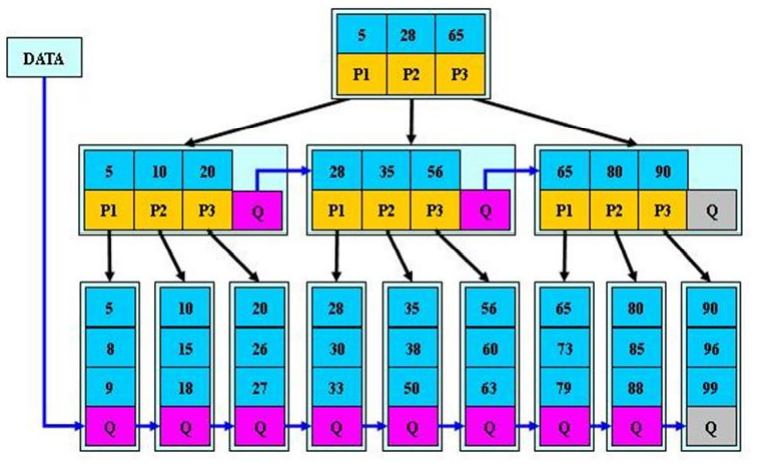 5 28 65
DATA
P1 P2 P3
5 10 20
28 35 56
65 80 90
P1 P2 P3 Q
P1 P2 P3 Q
P1 P2 P3 Q
5 10 20 28 35 56 65 80 90
8 15 26 30 38 60 73 85 96
9 18 27 33 50 63 79 88 99
Q Q Q Q Q Q Q Q Q